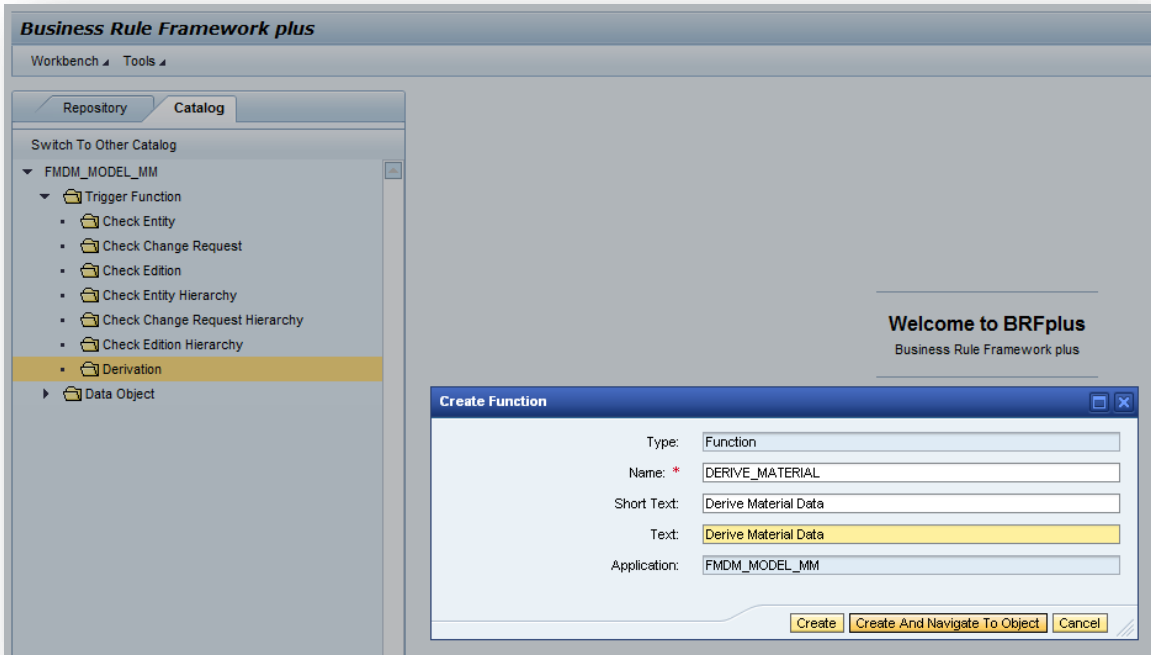 Business Rule Framework plus
Workbench Tools
Repository Catalog
Switch To Other Catalog
FMDM_MODEL_MM
Trigger Function
Check Entity
Check Change Request
Check Edition
Check Entity Hierarchy
Check Change Request Hierarchy
Check Edition Hierarchy
Derivation
Data Object
Welcome to BRFplus
Business Rule Framework plus
Create Function
Type: Function
Name: * DERIVE_MATERIAL
Short Text: Derive Material Data
Text: Derive Material Data
Application: FMDM_MODEL_MM
Create Create And Navigate To Object Cancel